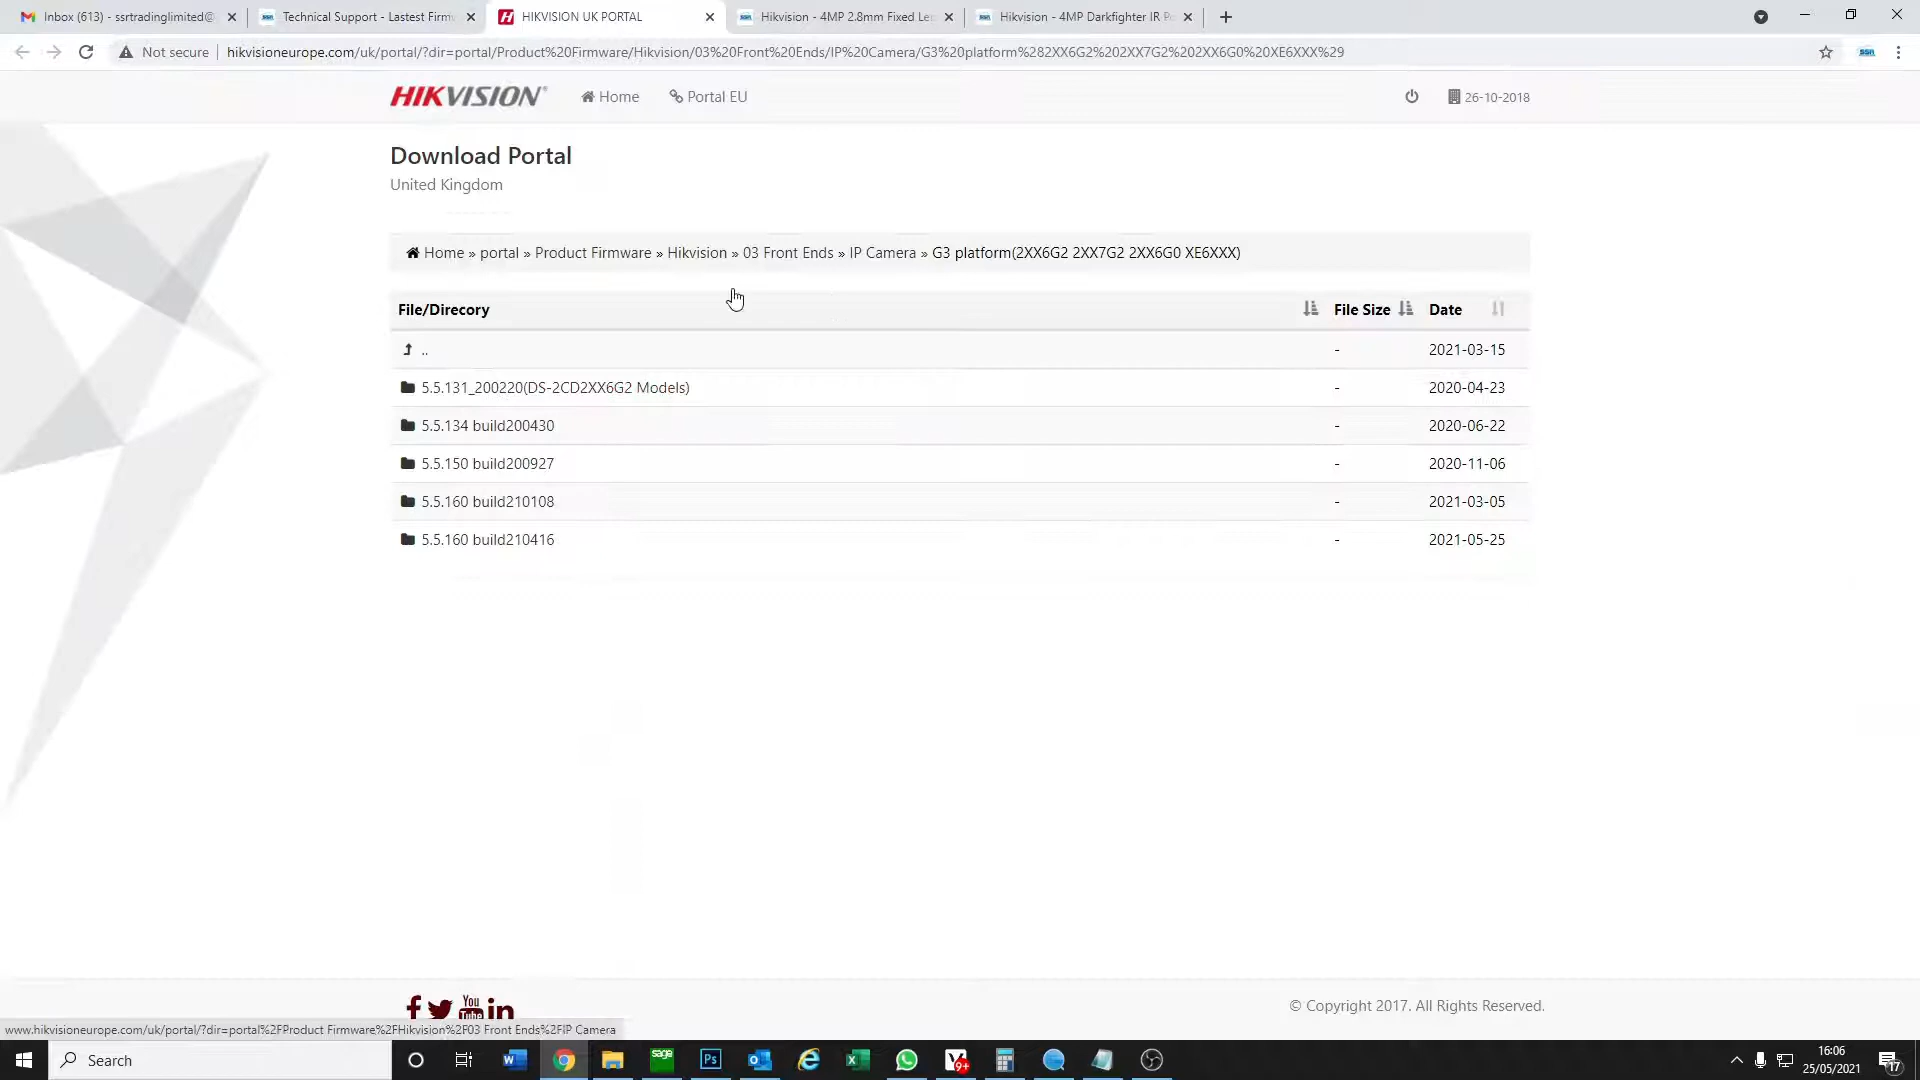 Inbox (613) - ssrtradinglimited@
Technical Support - Lastest Firm
HIKVISION UK PORTAL
Hikvision - 4MP 2.8mm Fixed Le
Hikvision - 4MP Darkfighter IR P
Not secure
hikvisioneurope.com/uk/portal/?dir=portal/Product%20Firmware/Hikvision/03%20Front%20Ends/IP%20Camera/G3%20platform%282XX6G2%202XX7G2%202XX6G0%20XE6XXX%29
HIKVISION
Home
Portal EU
26-10-2018
Download Portal
United Kingdom
Home » portal » Product Firmware » Hikvision » 03 Front Ends » IP Camera » G3 platform(2XX6G2 2XX7G2 2XX6G0 XE6XXX)
File/Direcory File Size Date
.. - 2021-03-15
5.5.131_200220(DS-2CD2XX6G2 Models) - 2020-04-23
5.5.134 build200430 - 2020-06-22
5.5.150 build200927 - 2020-11-06
5.5.160 build210108 - 2021-03-05
5.5.160 build210416 - 2021-05-25
© Copyright 2017. All Rights Reserved.
www.hikvisioneurope.com/uk/portal/?dir=portal%2FProduct Firmware%2FHikvision%2F03 Front Ends%2FIP Camera
Search
16:06
25/05/2021
17